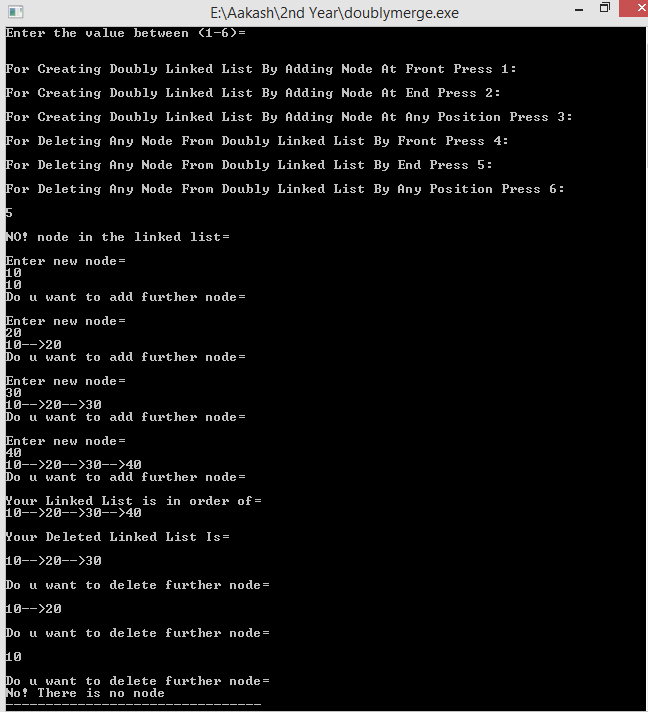 E:\Aakash\2nd Year\doublymerge.exe
Enter the value between (1-6)=
For Creating Doubly Linked List By Adding Node At Front Press 1:
For Creating Doubly Linked List By Adding Node At End Press 2:
For Creating Doubly Linked List By Adding Node At Any Position Press 3:
For Deleting Any Node From Doubly Linked List By Front Press 4:
For Deleting Any Node From Doubly Linked List By End Press 5:
For Deleting Any Node From Doubly Linked List By Any Position Press 6:
5
NO! node in the linked list=
Enter new node=
10
10
Do u want to add further node=
Enter new node=
20
10-->20
Do u want to add further node=
Enter new node=
30
10-->20-->30
Do u want to add further node=
Enter new node=
40
10-->20-->30-->40
Do u want to add further node=
Your Linked List is in order of=
10-->20-->30-->40
Your Deleted Linked List Is=
10-->20-->30
Do u want to delete further node=
10-->20
Do u want to delete further node=
10
Do u want to delete further node=
No! There is no node
--------------------------------